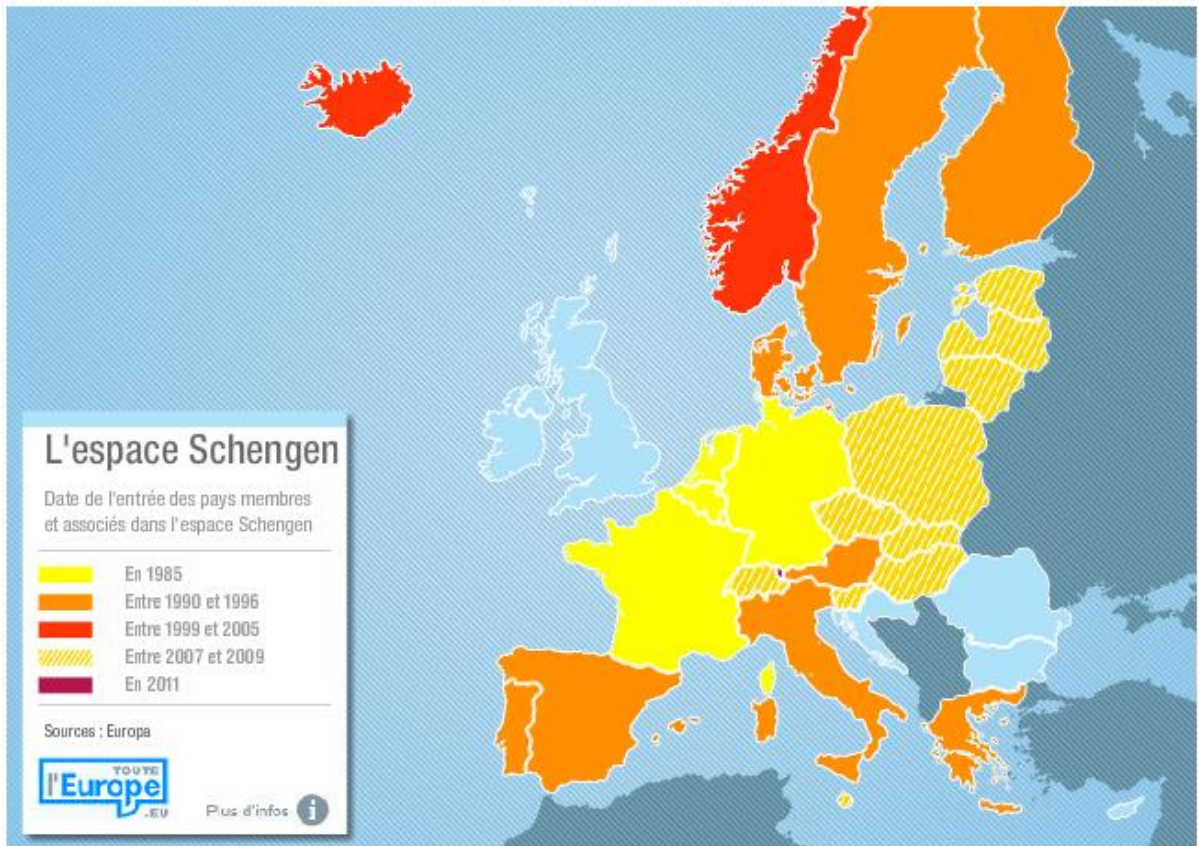 L'espace Schengen
Date de l'entrée des pays membres
et associés dans l'espace Schengen
En 1985
Entre 1990 et 1996
Entre 1999 et 2005
Entre 2007 et 2009
En 2011
Sources : Europa
TOUTE
l'Europe
.EU
Plus d'infos i